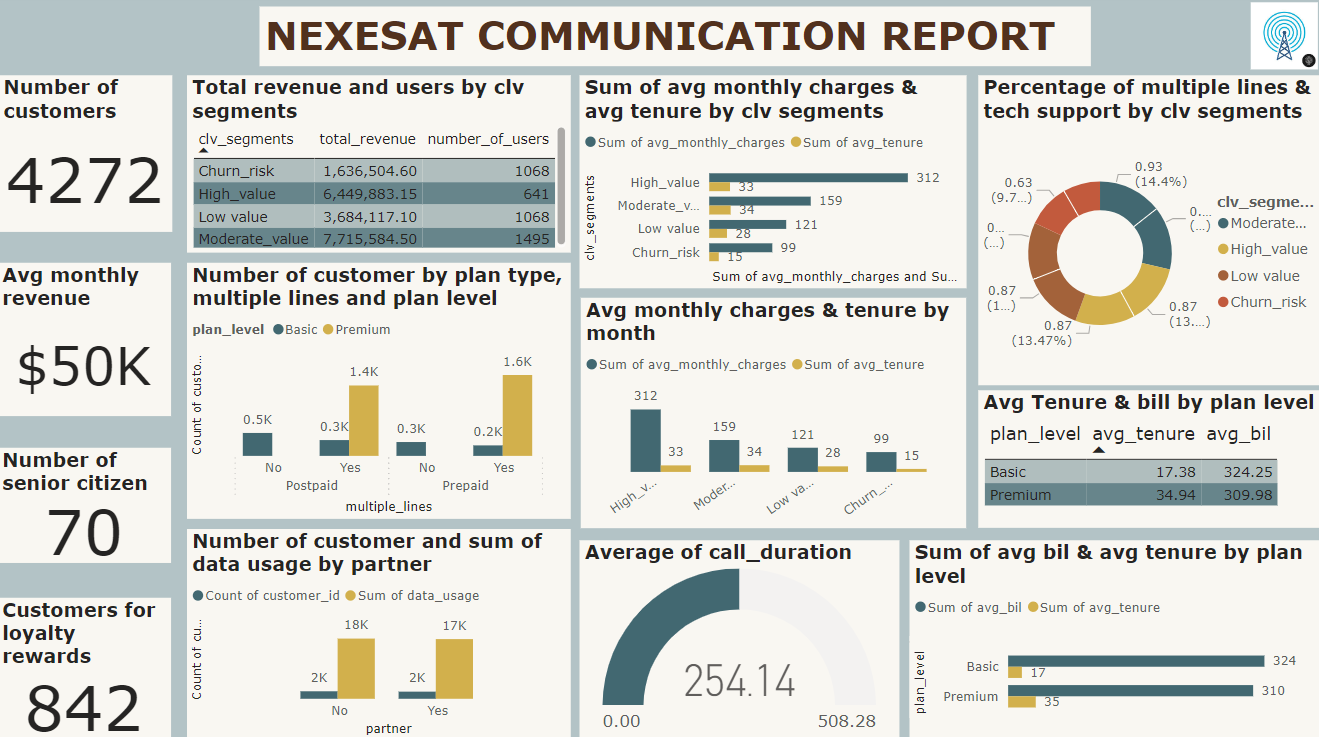 NEXESAT COMMUNICATION REPORT
Number of
customers
4272
Avg monthly
revenue
$50K
Number of
senior citizen
70
Customers for
loyalty
rewards
842
Total revenue and users by clv
segments
clv_segments total_revenue number_of_users
Churn_risk 1,636,504.60 1068
High_value 6,449,883.15 641
Low value 3,684,117.10 1068
Moderate_value 7,715,584.50 1495
Number of customer by plan type,
multiple lines and plan level
plan_level Basic Premium
Count of custo...
0.5K
0.3K
1.4K
0.3K
0.2K
1.6K
No Yes No Yes
Postpaid Prepaid
multiple_lines
Number of customer and sum of
data usage by partner
Count of customer_id Sum of data_usage
Count of cu...
2K 18K 2K 17K
No Yes
partner
Sum of avg monthly charges &
avg tenure by clv segments
Sum of avg_monthly_charges Sum of avg_tenure
clv_segments
High_value 312
33
Moderate_v... 159
34
Low value 121
28
Churn_risk 99
15
Sum of avg_monthly_charges and Su...
Avg monthly charges & tenure by
month
Sum of avg_monthly_charges Sum of avg_tenure
312 33 159 34 121 28 99 15
High_v... Moder... Low va... Churn_...
Average of call_duration
254.14
0.00 508.28
Percentage of multiple lines &
tech support by clv segments
0.93
(14.4%)
0....
(...)
0.87
(13....)
0.87
(13.47%)
0.87
(1...)
0...
(...)
0.63
(9.7...)
clv_segme...
Moderate...
High_value
Low value
Churn_risk
Avg Tenure & bill by plan level
plan_level avg_tenure avg_bil
Basic 17.38 324.25
Premium 34.94 309.98
Sum of avg bil & avg tenure by plan
level
Sum of avg_bil Sum of avg_tenure
plan_level
Basic 324
17
Premium 310
35